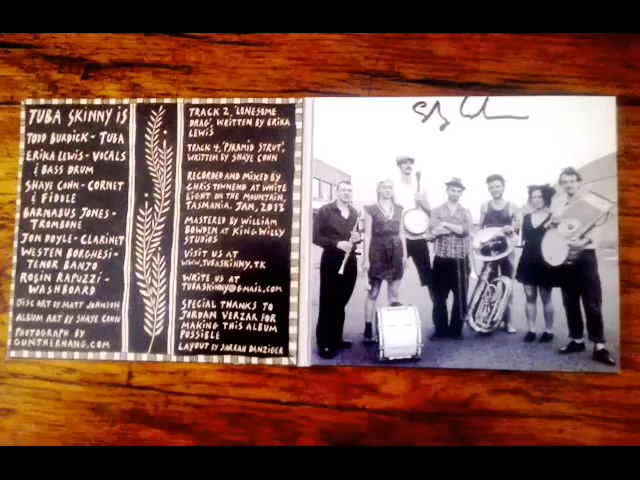 TUBA SKINNY iS
TODD BURDICK - TUBA
ERIKA LEWIS - VOCALS
& BASS DRUM
SHAYE COHN - CORNET
& FIDDLE
BARNABUS JONES -
TROMBONE
JON DOYLE - CLARINET
WESTEN BORGHESI -
TENOR BANJO
ROBIN RAPUZZI -
WASHBOARD
DISC ART BY MATT JOHNSON
ALBUM ART BY SHAYE COHN
PHOTOGRAPH BY
GUNTHERHANG.COM
TRACK 2, 'LONESOME
DRAG', WRITTEN BY ERIKA
LEWIS
TRACK 4, 'PYRAMID STRUT',
WRITTEN BY SHAYE COHN
RECORDED AND MIXED BY
CHRIS TOWNEND AT WHITE
LIGHT ON THE MOUNTAIN,
TASMANIA. JAN, 2013
MASTERED BY WILLIAM
BOWDEN AT KING WILLY
STUDIOS
VISIT US AT
WWW.TUBASKINNY.TK
WRITE US AT
TUBASKINNY@GMAIL.COM
SPECIAL THANKS TO
JORDAN VERZAR FOR
MAKING THIS ALBUM
POSSIBLE
LAYOUT BY JARRAH DANZIGER